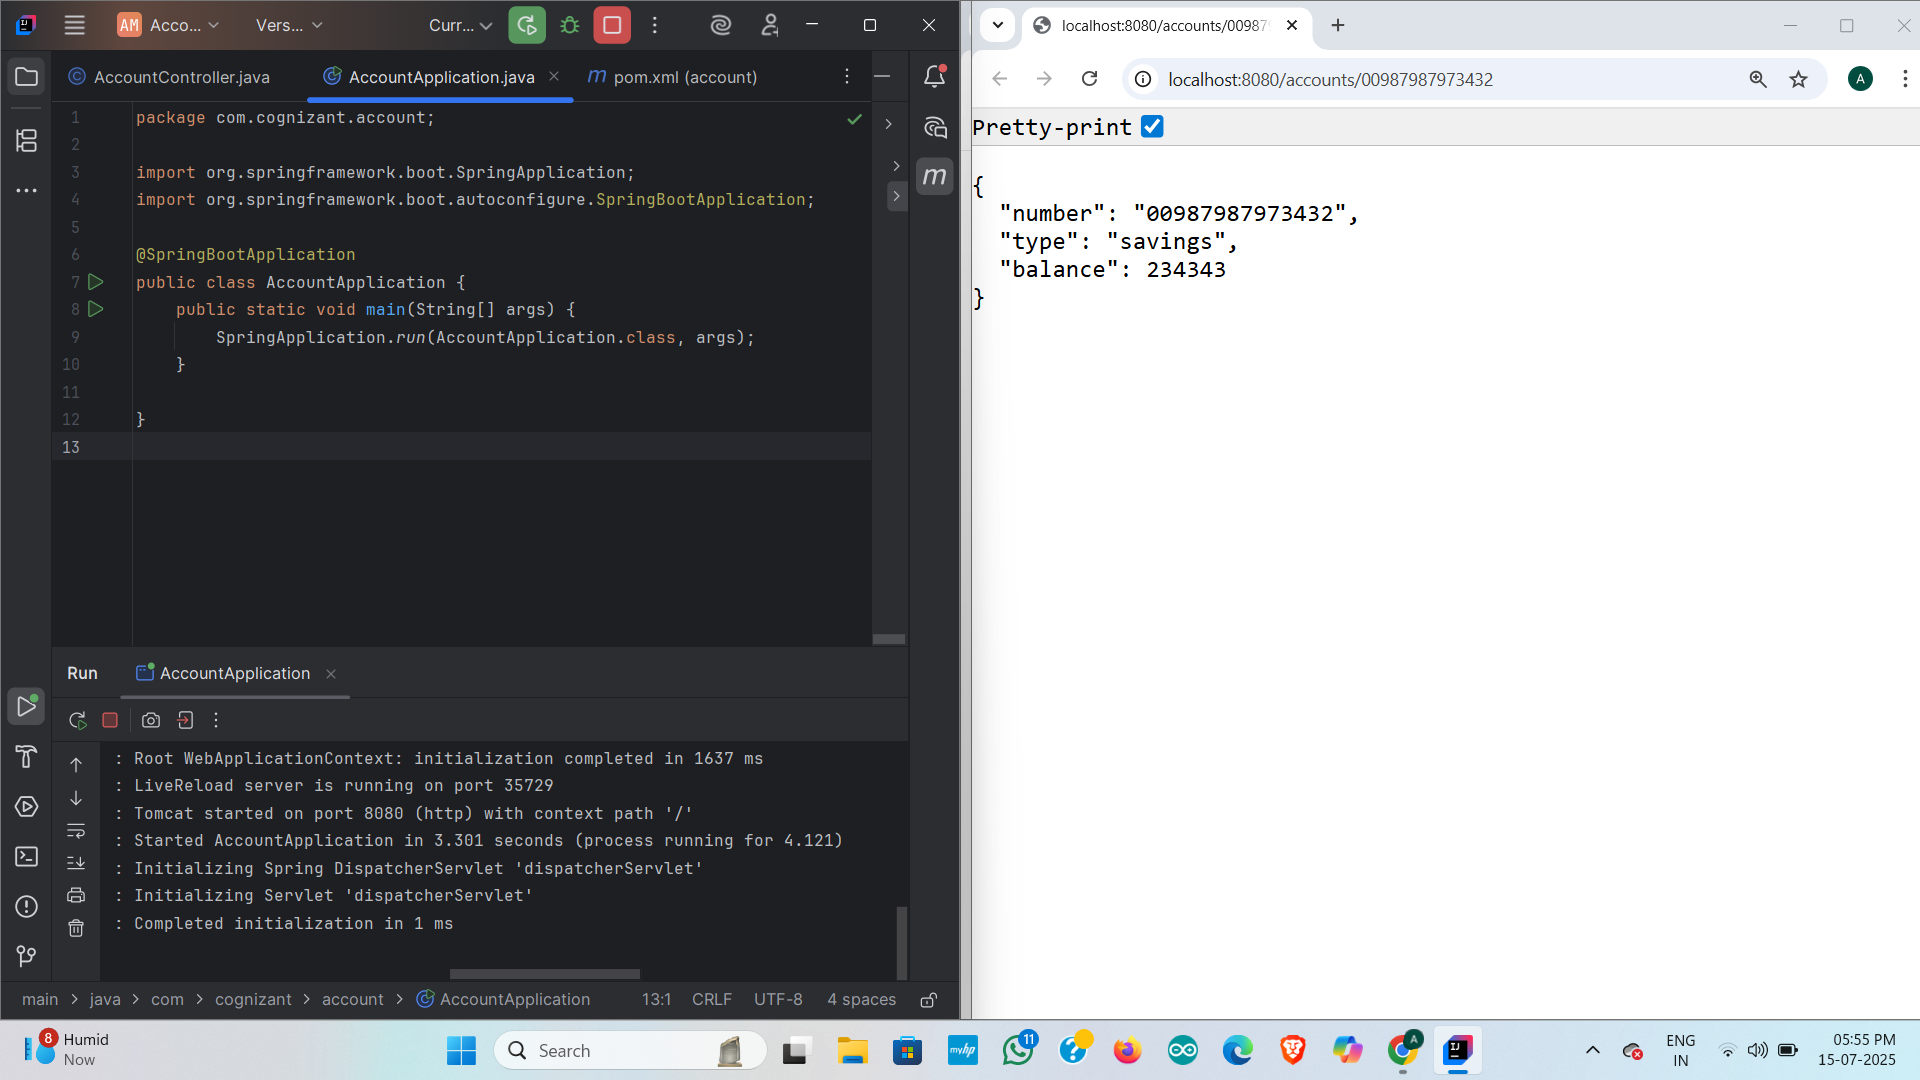 AM Acco... Vers... Curr...
AccountController.java AccountApplication.java pom.xml (account)
1 package com.cognizant.account;
2
3 import org.springframework.boot.SpringApplication;
4 import org.springframework.boot.autoconfigure.SpringBootApplication;
5
6 @SpringBootApplication
7 public class AccountApplication {
8 public static void main(String[] args) {
9 SpringApplication.run(AccountApplication.class, args);
10 }
11
12 }
13
Run AccountApplication
: Root WebApplicationContext: initialization completed in 1637 ms
: LiveReload server is running on port 35729
: Tomcat started on port 8080 (http) with context path '/'
: Started AccountApplication in 3.301 seconds (process running for 4.121)
: Initializing Spring DispatcherServlet 'dispatcherServlet'
: Initializing Servlet 'dispatcherServlet'
: Completed initialization in 1 ms
main > java > com > cognizant > account > AccountApplication 13:1 CRLF UTF-8 4 spaces
localhost:8080/accounts/00987
localhost:8080/accounts/00987987973432 A
Pretty-print
{
"number": "00987987973432",
"type": "savings",
"balance": 234343
}
8 Humid
Now
Search
myhp
11
A
ENG
IN
05:55 PM
15-07-2025